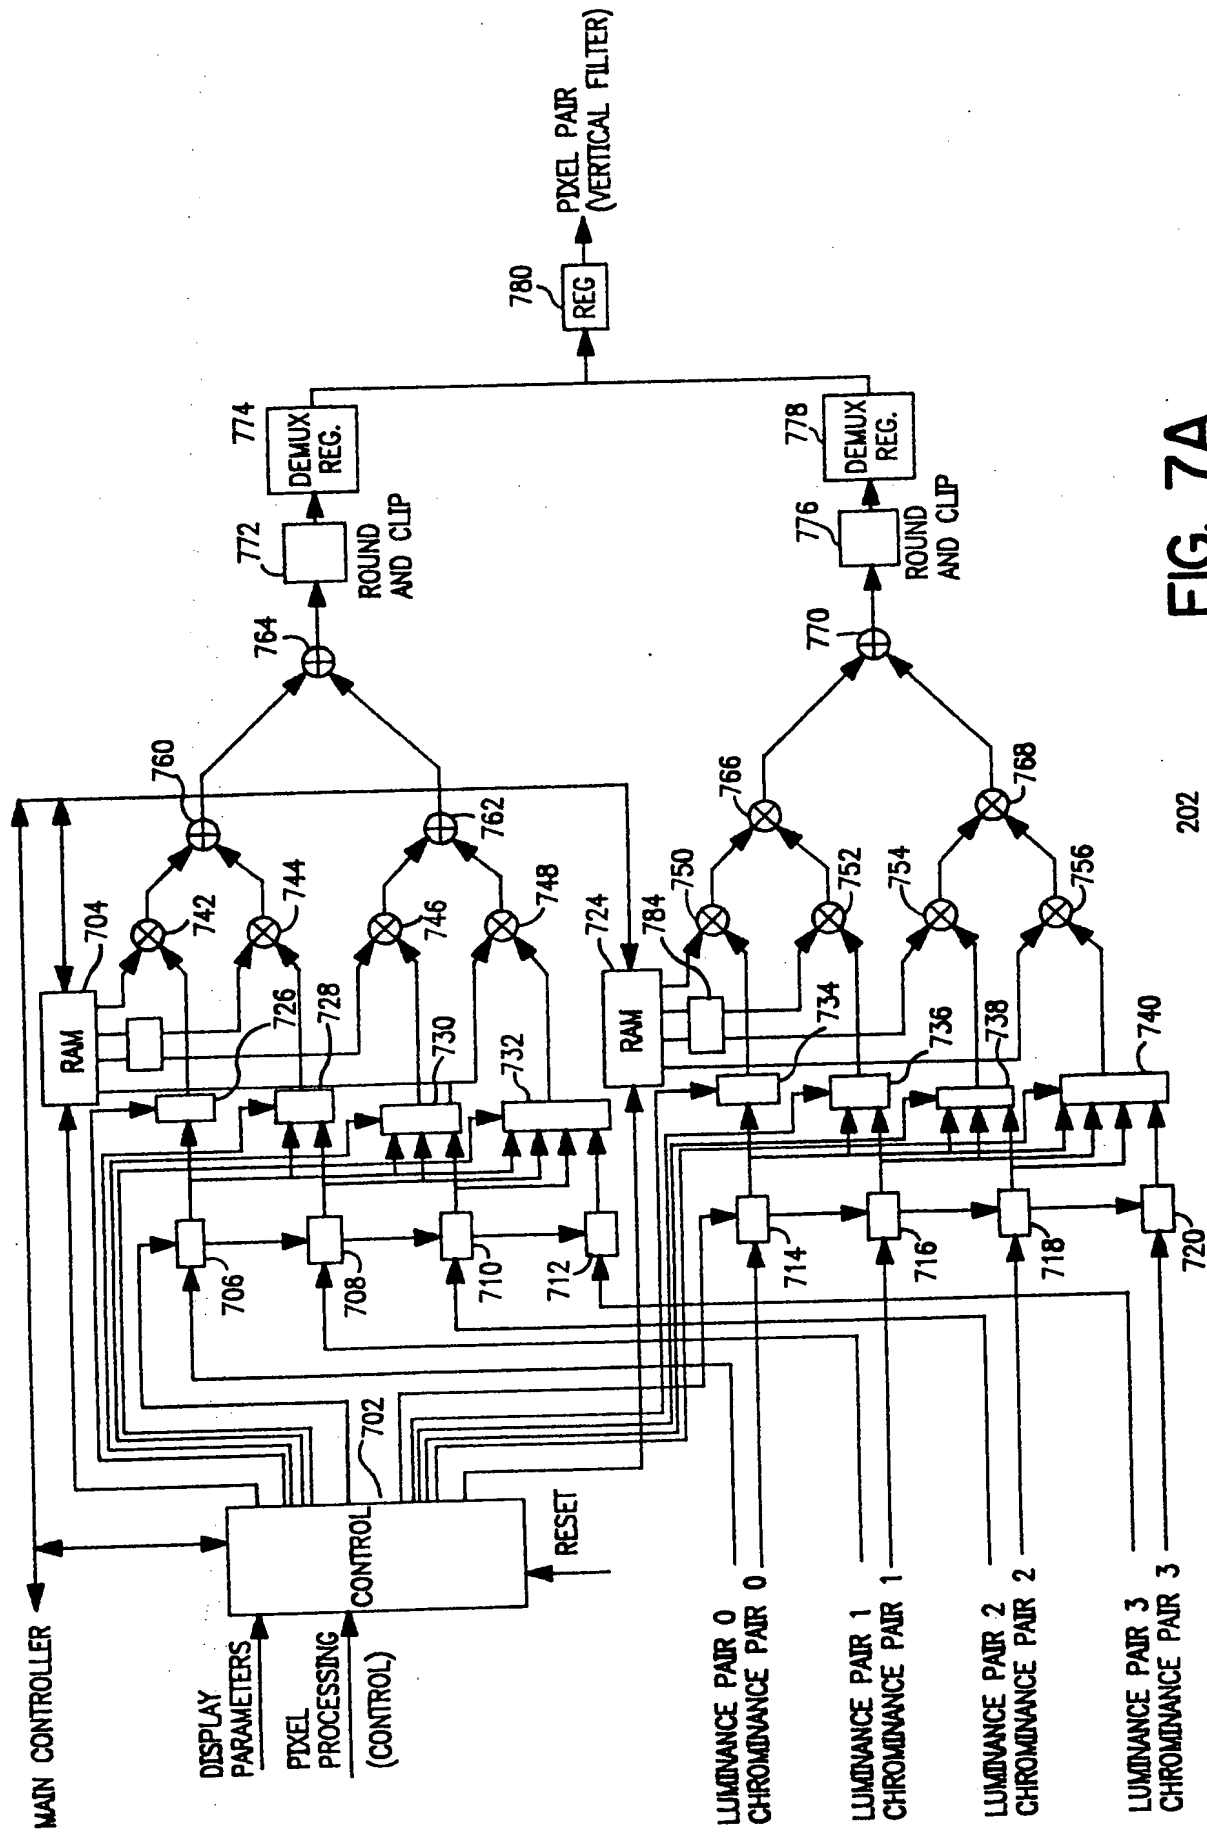 MAIN CONTROLLER
DISPLAY
PARAMETERS
PIXEL
PROCESSING
(CONTROL)
CONTROL
702
RESET
LUMINANCE PAIR 0
CHROMINANCE PAIR 0
LUMINANCE PAIR 1
CHROMINANCE PAIR 1
LUMINANCE PAIR 2
CHROMINANCE PAIR 2
LUMINANCE PAIR 3
CHROMINANCE PAIR 3
706
708
710
712
714
716
718
720
RAM
704
726
728
730
732
RAM
724
784
734
736
738
740
742
744
746
748
750
752
754
756
760
762
766
768
764
770
772
ROUND
AND CLIP
776
ROUND
AND CLIP
774
DEMUX
REG.
778
DEMUX
REG.
780
REG
PIXEL PAIR
(VERTICAL FILTER)
202
FIG. 7A